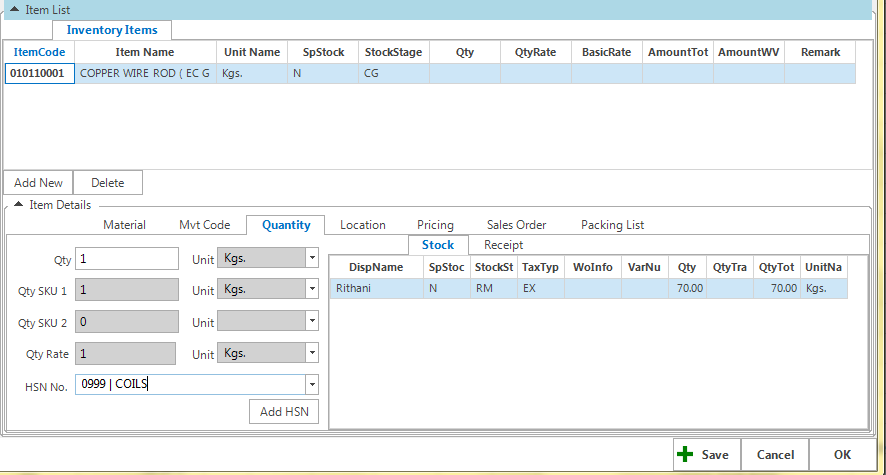 Item List
Inventory Items
ItemCode Item Name Unit Name SpStock StockStage Qty QtyRate BasicRate AmountTot AmountWV Remark
010110001 COPPER WIRE ROD ( EC G Kgs. N CG
Add New Delete
Item Details
Material Mvt Code Quantity Location Pricing Sales Order Packing List
Stock Receipt
Qty 1 Unit Kgs.
DispName SpStoc StockSt TaxTyp WoInfo VarNu Qty QtyTra QtyTot UnitNa
Qty SKU 1 1 Unit Kgs.
Rithani N RM EX 70.00 70.00 Kgs.
Qty SKU 2 0 Unit
Qty Rate 1 Unit Kgs.
HSN No. 0999 | COILS
Add HSN
Save Cancel OK